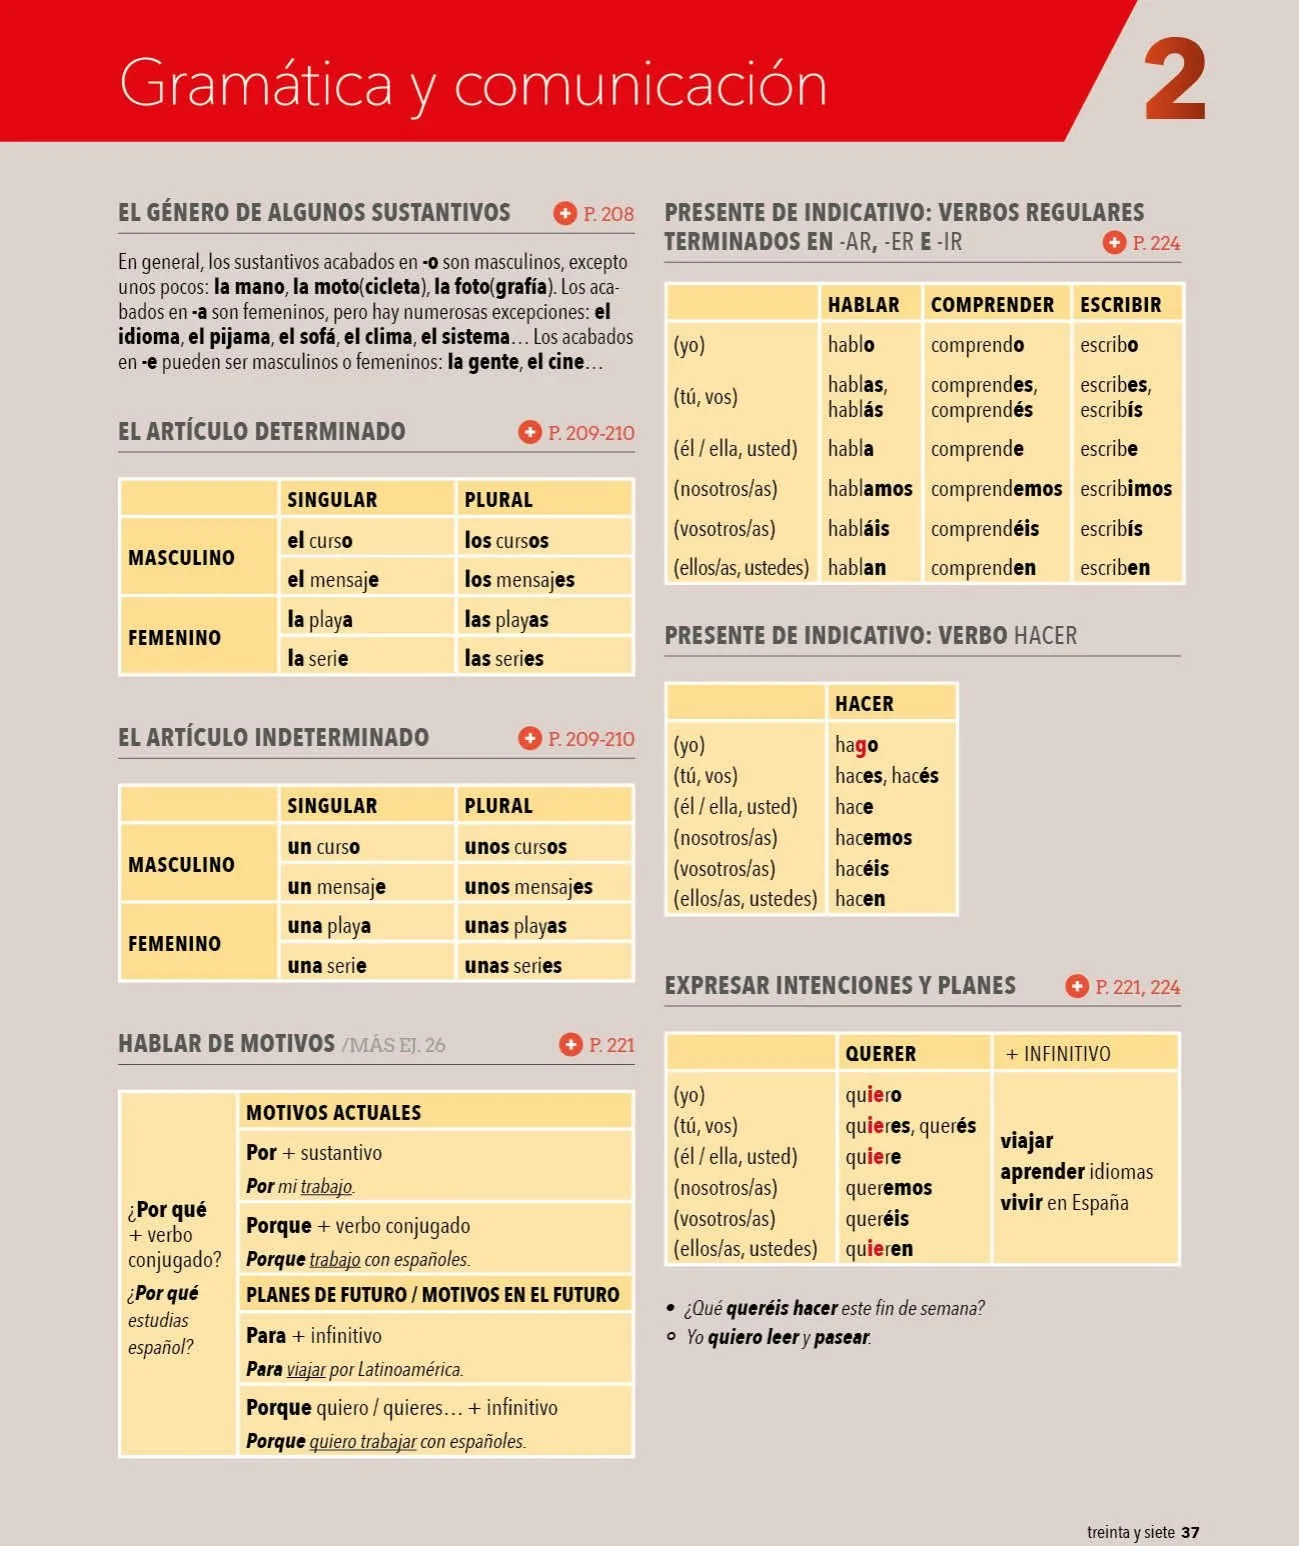 Gramática y comunicación
2
EL GÉNERO DE ALGUNOS SUSTANTIVOS + P. 208
En general, los sustantivos acabados en -o son masculinos, excepto
unos pocos: la mano, la moto(cicleta), la foto(grafía). Los aca-
bados en -a son femeninos, pero hay numerosas excepciones: el
idioma, el pijama, el sofá, el clima, el sistema… Los acabados
en -e pueden ser masculinos o femeninos: la gente, el cine…
EL ARTÍCULO DETERMINADO + P. 209-210
SINGULAR PLURAL
MASCULINO
el curso los cursos
el mensaje los mensajes
FEMENINO
la playa las playas
la serie las series
EL ARTÍCULO INDETERMINADO + P. 209-210
SINGULAR PLURAL
MASCULINO
un curso unos cursos
un mensaje unos mensajes
FEMENINO
una playa unas playas
una serie unas series
HABLAR DE MOTIVOS /MÁS EJ. 26 + P. 221
¿Por qué
+ verbo
conjugado?
¿Por qué
estudias
español?
MOTIVOS ACTUALES
Por + sustantivo
Por mi trabajo.
Porque + verbo conjugado
Porque trabajo con españoles.
PLANES DE FUTURO / MOTIVOS EN EL FUTURO
Para + infinitivo
Para viajar por Latinoamérica.
Porque quiero / quieres… + infinitivo
Porque quiero trabajar con españoles.
PRESENTE DE INDICATIVO: VERBOS REGULARES
TERMINADOS EN -AR, -ER E -IR + P. 224
HABLAR COMPRENDER ESCRIBIR
(yo) hablo comprendo escribo
(tú, vos) hablas, comprendes, escribes,
hablás comprendés escribís
(él / ella, usted) habla comprende escribe
(nosotros/as) hablamos comprendemos escribimos
(vosotros/as) habláis comprendéis escribís
(ellos/as, ustedes) hablan comprenden escriben
PRESENTE DE INDICATIVO: VERBO HACER
HACER
(yo) hago
(tú, vos) haces, hacés
(él / ella, usted) hace
(nosotros/as) hacemos
(vosotros/as) hacéis
(ellos/as, ustedes) hacen
EXPRESAR INTENCIONES Y PLANES + P. 221, 224
QUERER + INFINITIVO
(yo) quiero
(tú, vos) quieres, querés
(él / ella, usted) quiere
(nosotros/as) queremos
(vosotros/as) queréis
(ellos/as, ustedes) quieren
viajar
aprender idiomas
vivir en España
• ¿Qué queréis hacer este fin de semana?
○ Yo quiero leer y pasear.
treinta y siete 37